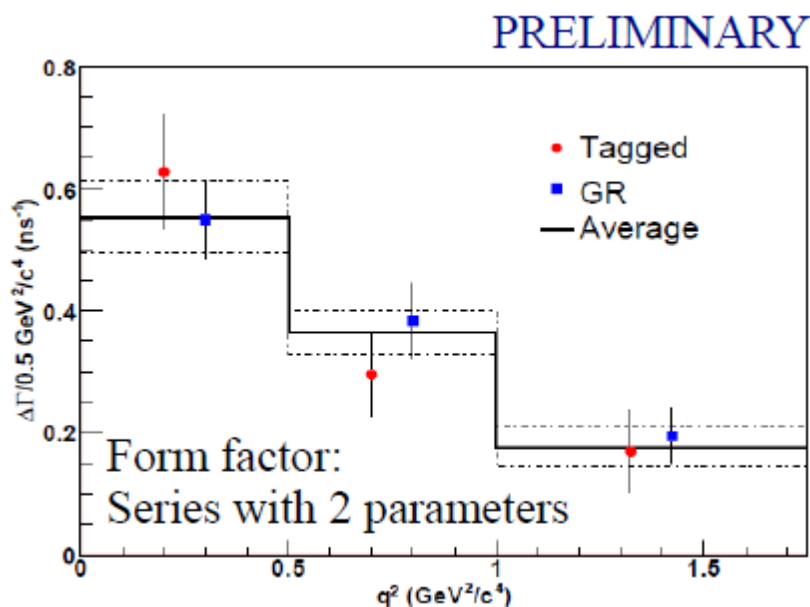 PRELIMINARY
0.8
0.6
0.4
0.2
0
ΔΓ/0.5 GeV²/c⁴ (ns⁻¹)
Tagged
GR
Average
Form factor:
Series with 2 parameters
0 0.5 1 1.5
q² (GeV²/c⁴)